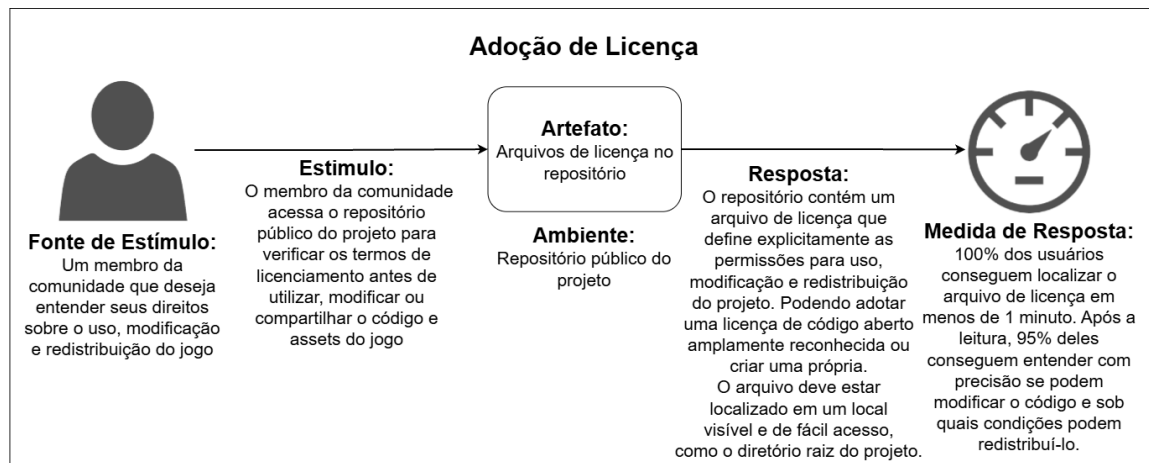 Adoção de Licença
Fonte de Estímulo:
Um membro da
comunidade que deseja
entender seus direitos
sobre o uso, modificação
e redistribuição do jogo
Estimulo:
O membro da comunidade
acessa o repositório
público do projeto para
verificar os termos de
licenciamento antes de
utilizar, modificar ou
compartilhar o código e
assets do jogo
Artefato:
Arquivos de licença no
repositório
Ambiente:
Repositório público do
projeto
Resposta:
O repositório contém um
arquivo de licença que
define explicitamente as
permissões para uso,
modificação e redistribuição
do projeto. Podendo adotar
uma licença de código aberto
amplamente reconhecida ou
criar uma própria.
O arquivo deve estar
localizado em um local
visível e de fácil acesso,
como o diretório raiz do projeto.
Medida de Resposta:
100% dos usuários
conseguem localizar o
arquivo de licença em
menos de 1 minuto. Após a
leitura, 95% deles
conseguem entender com
precisão se podem
modificar o código e sob
quais condições podem
redistribuí-lo.